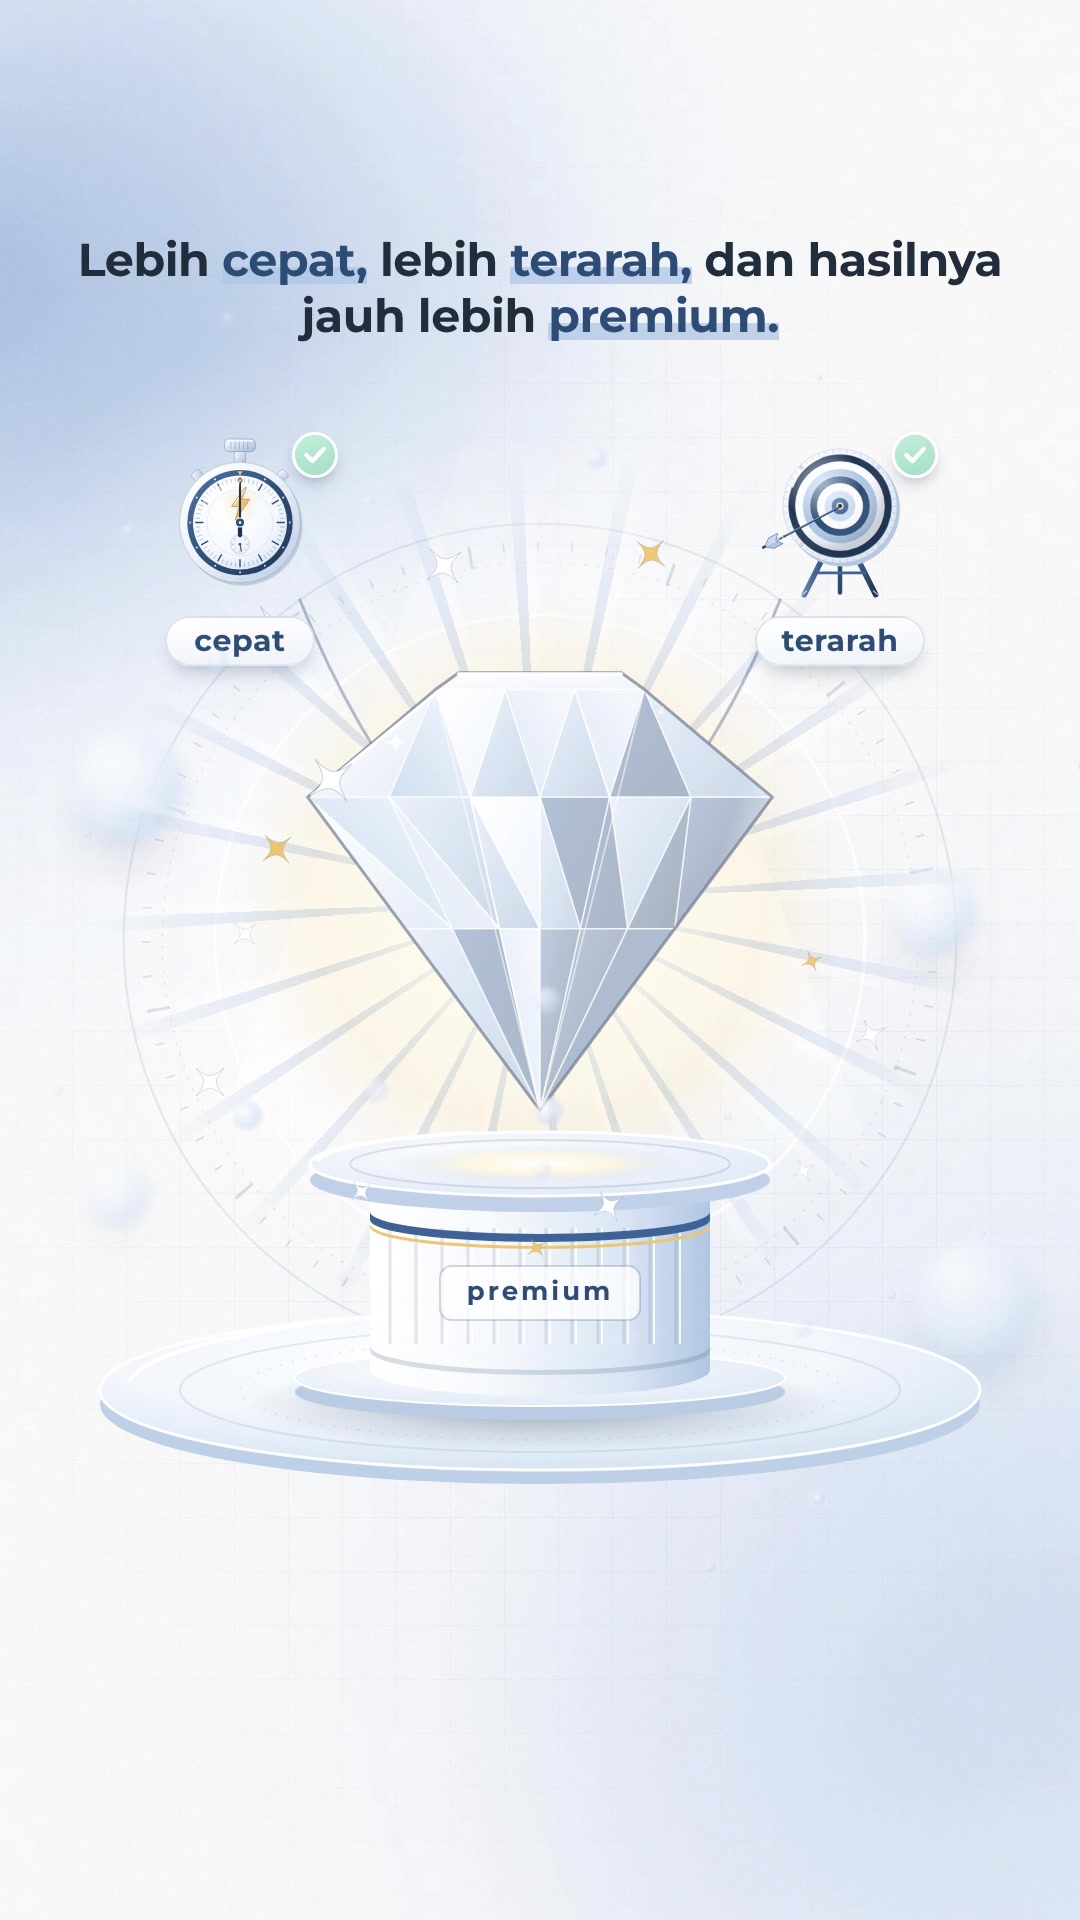 Lebih cepat, lebih terarah, dan hasilnya
jauh lebih premium.
cepat
terarah
premium